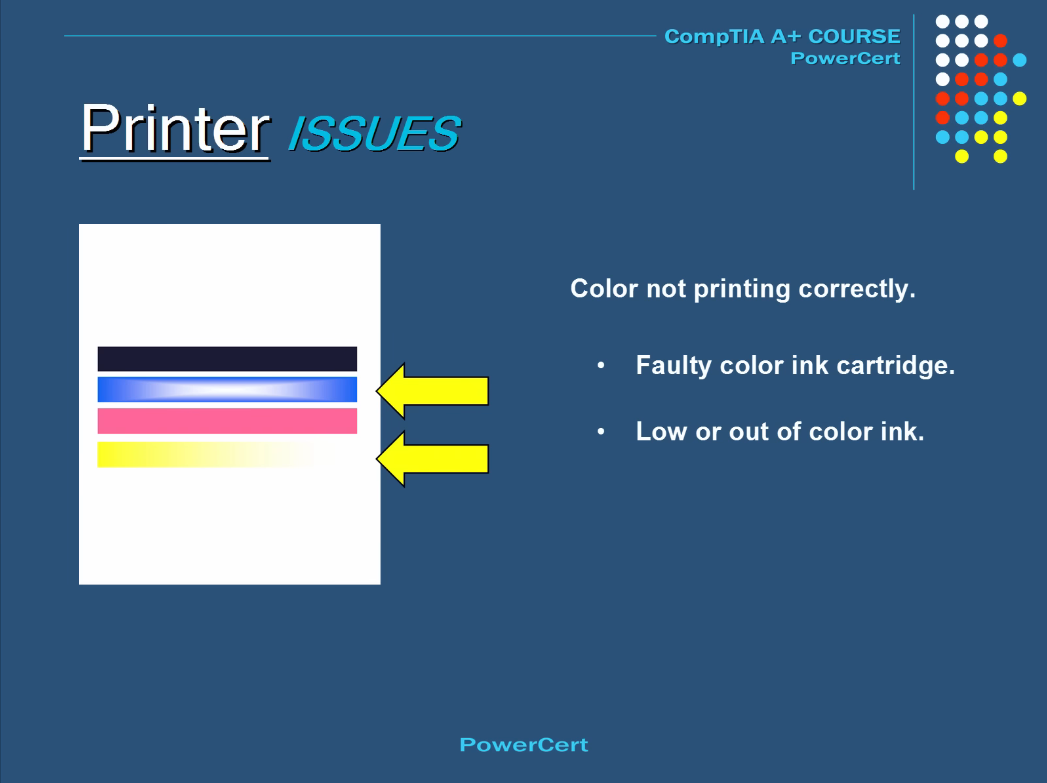 CompTIA A+ COURSE
PowerCert
Printer ISSUES
Color not printing correctly.
• Faulty color ink cartridge.
• Low or out of color ink.
PowerCert